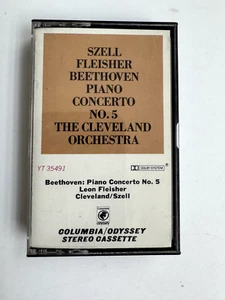 SZELL
FLEISHER
BEETHOVEN
PIANO
CONCERTO
NO. 5
THE CLEVELAND
ORCHESTRA
YT 35491
DOLBY SYSTEM
Beethoven: Piano Concerto No. 5
Leon Fleisher
Cleveland/Szell
COLUMBIA/ODYSSEY
STEREO CASSETTE